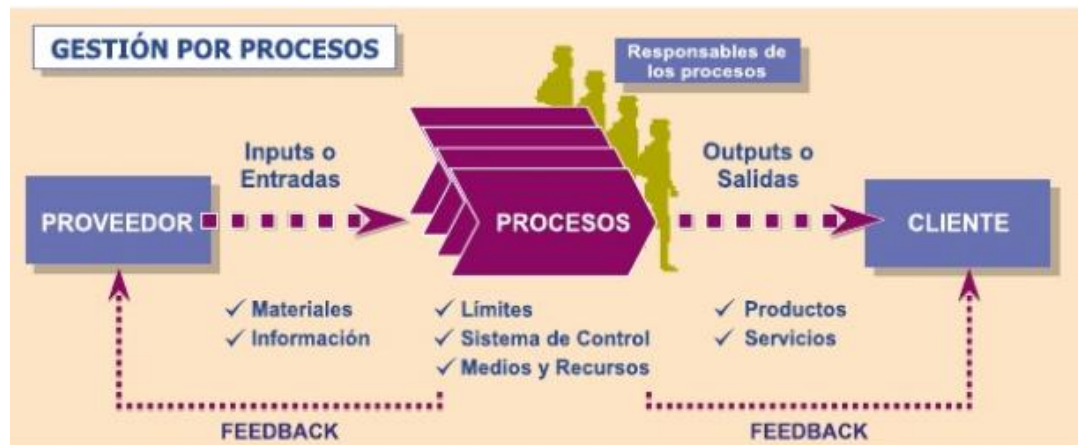 GESTIÓN POR PROCESOS
Responsables de
los procesos
Inputs o
Entradas
Outputs o
Salidas
PROVEEDOR
PROCESOS
CLIENTE
✓ Materiales
✓ Información
✓ Límites
✓ Sistema de Control
✓ Medios y Recursos
✓ Productos
✓ Servicios
FEEDBACK
FEEDBACK